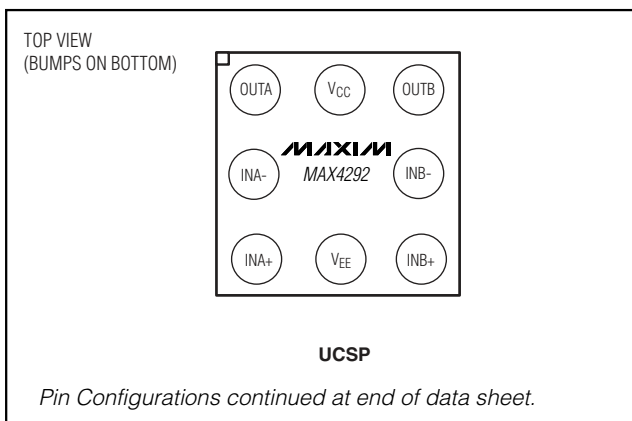 TOP VIEW
(BUMPS ON BOTTOM)
OUTA VCC OUTB
MAXIM
INA- MAX4292 INB-
INA+ VEE INB+
UCSP
Pin Configurations continued at end of data sheet.